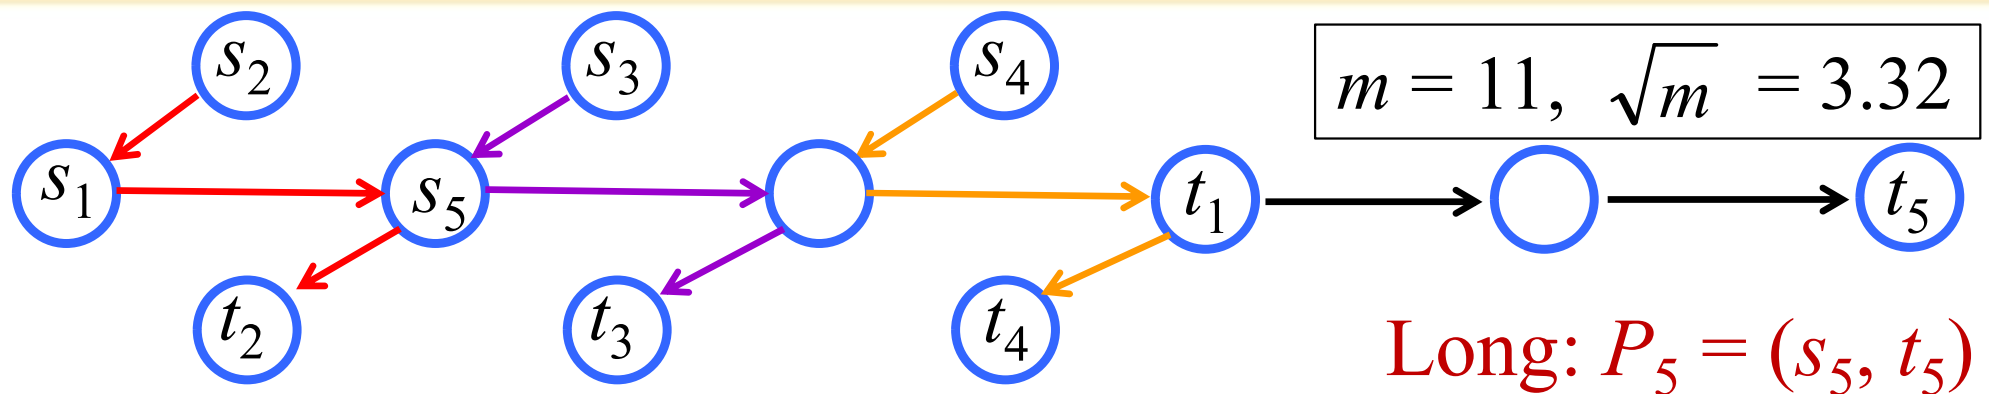 s₂ s₃ s₄
m = 11, √m = 3.32
s₁ s₅ t₁ t₅
t₂ t₃ t₄
Long: P₅ = (s₅, t₅)